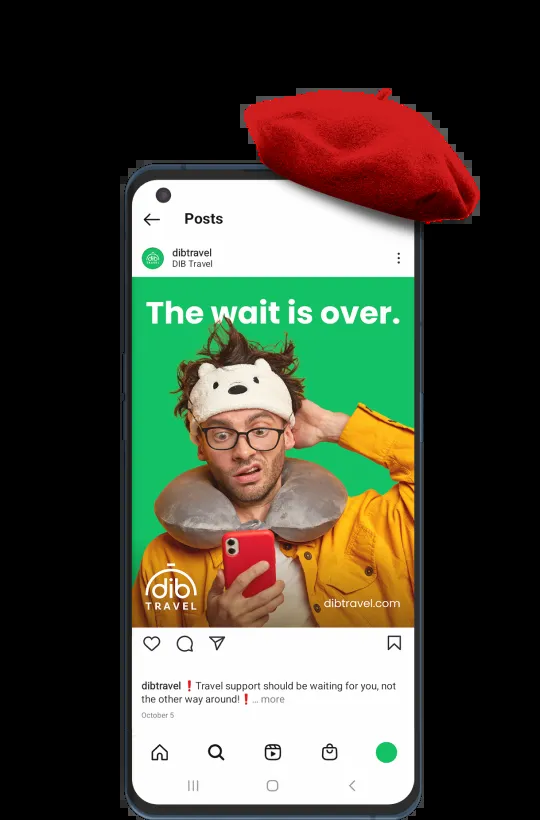 Posts
dibtravel
DIB Travel
The wait is over.
dib
TRAVEL
dibtravel.com
dibtravel ❗Travel support should be waiting for you, not
the other way around! ❗... more
October 5